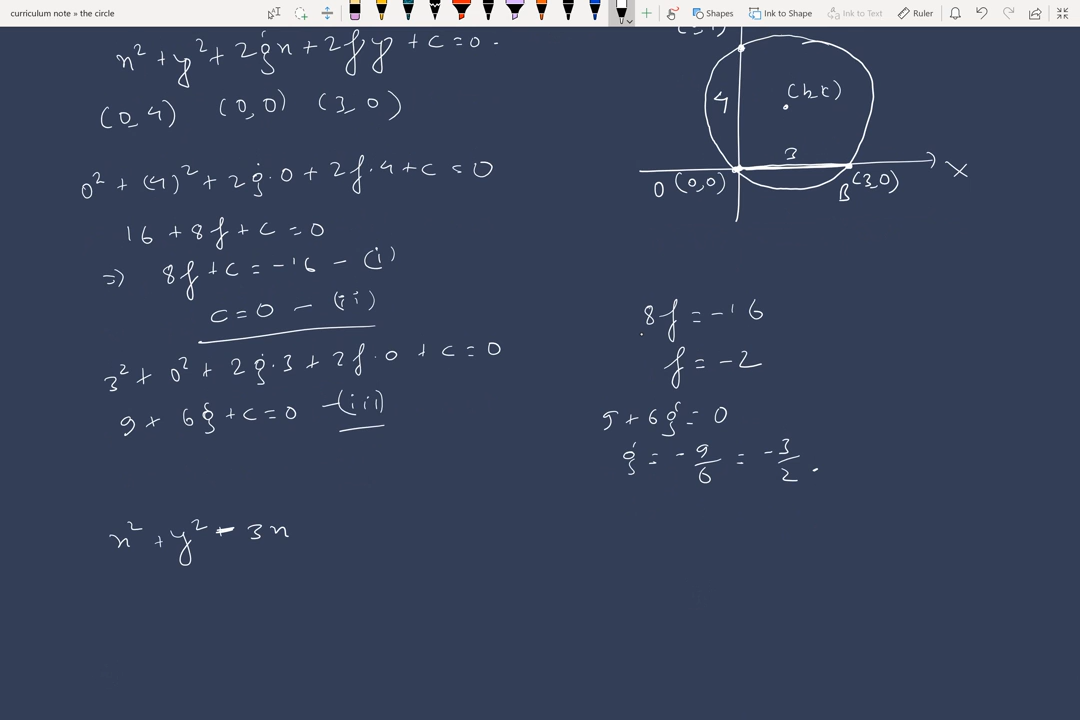 curriculum note » the circle
Shapes
Ink to Shape
Ink to Text
Ruler
x² + y² + 2gx + 2fy + c = 0.
(0, 4) (0, 0) (3, 0)
0² + (4)² + 2g·0 + 2f·4 + c = 0
16 + 8f + c = 0
=> 8f + c = -16 - (i)
c = 0 - (ii)
3² + 0² + 2g·3 + 2f·0 + c = 0
9 + 6g + c = 0 - (iii)
x² + y² - 3x
4
(h, k)
3
X
O (0,0)
B (3,0)
8f = -16
f = -2
9 + 6g = 0
g = -9/6 = -3/2.